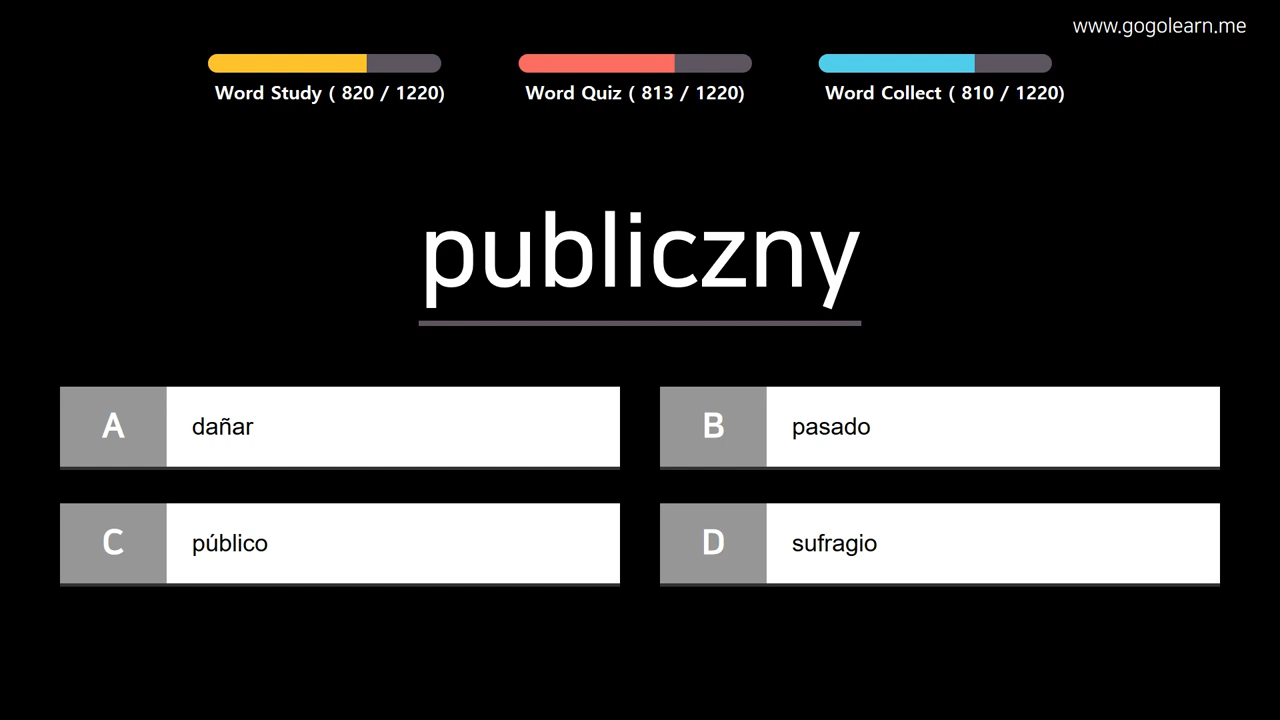 www.gogolearn.me
Word Study ( 820 / 1220)
Word Quiz ( 813 / 1220)
Word Collect ( 810 / 1220)
publiczny
A dañar
B pasado
C público
D sufragio